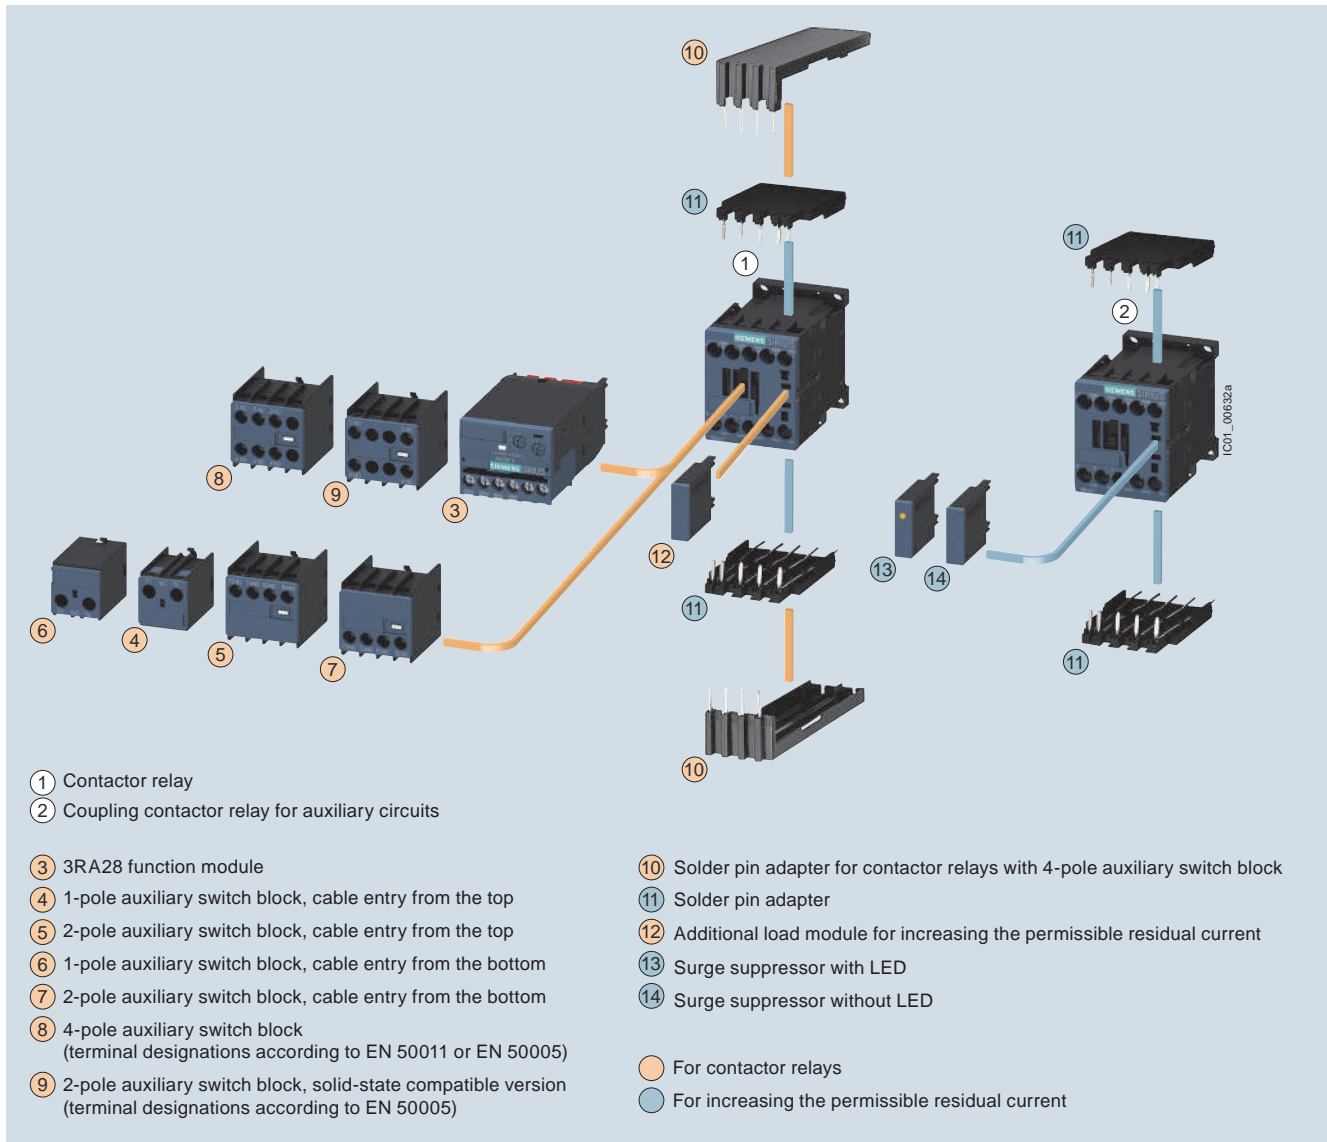 10
11
1
11
2
SIEMENS
SIEMENS
IC01_00632a
SIEMENS
8
9
3
12
13
14
6
4
5
7
11
11
10
1 Contactor relay
2 Coupling contactor relay for auxiliary circuits
3 3RA28 function module
4 1-pole auxiliary switch block, cable entry from the top
5 2-pole auxiliary switch block, cable entry from the top
6 1-pole auxiliary switch block, cable entry from the bottom
7 2-pole auxiliary switch block, cable entry from the bottom
8 4-pole auxiliary switch block
(terminal designations according to EN 50011 or EN 50005)
9 2-pole auxiliary switch block, solid-state compatible version
(terminal designations according to EN 50005)
10 Solder pin adapter for contactor relays with 4-pole auxiliary switch block
11 Solder pin adapter
12 Additional load module for increasing the permissible residual current
13 Surge suppressor with LED
14 Surge suppressor without LED
For contactor relays
For increasing the permissible residual current